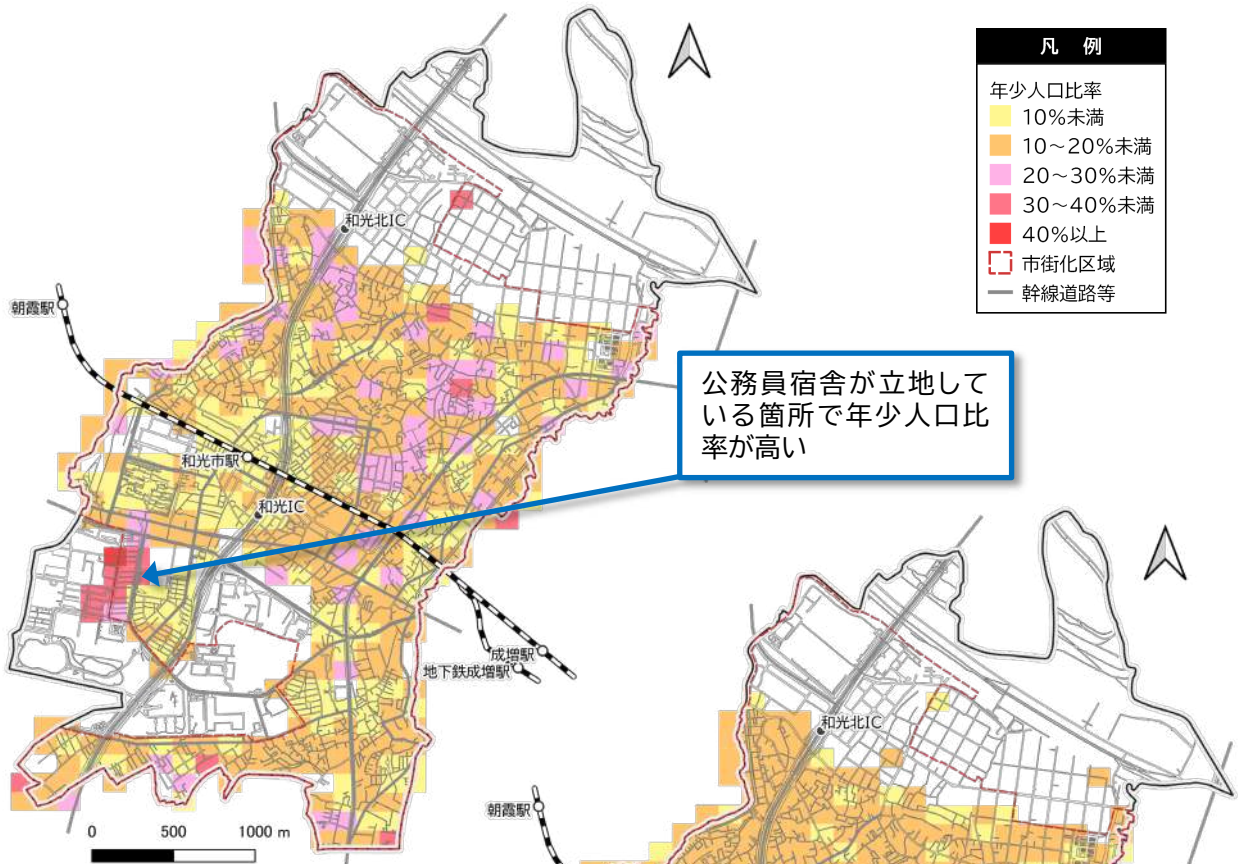 凡 例
年少人口比率
10%未満
10～20%未満
20～30%未満
30～40%未満
40%以上
市街化区域
幹線道路等
和光北IC
朝霞駅
公務員宿舎が立地して
いる箇所で年少人口比
率が高い
和光市駅
和光IC
成増駅
地下鉄成増駅
0 500 1000 m
和光北IC
朝霞駅